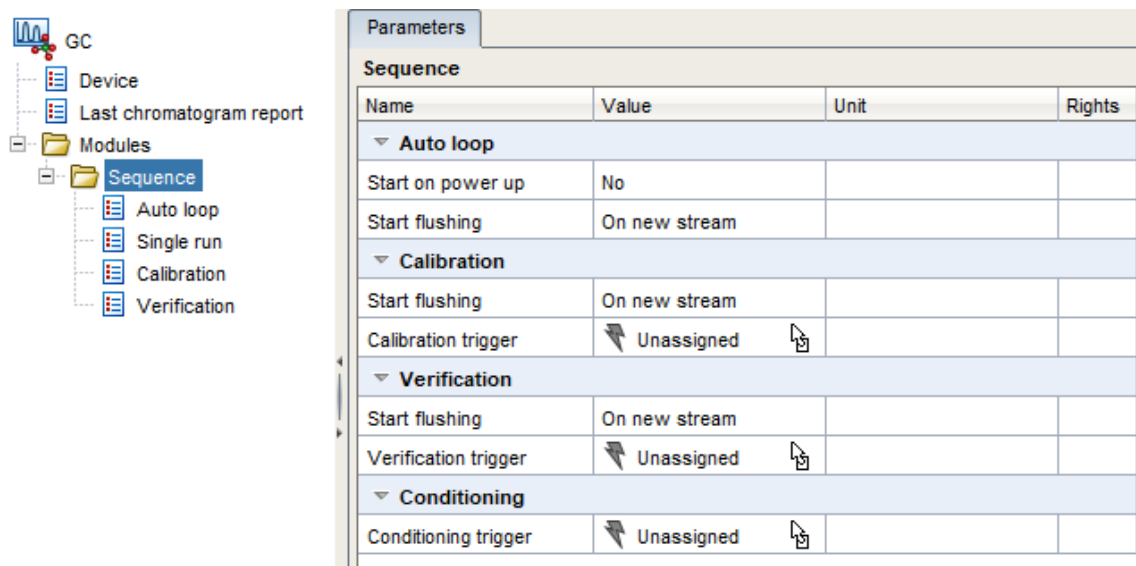 GC
Device
Last chromatogram report
Modules
Sequence
Auto loop
Single run
Calibration
Verification
Parameters
Sequence
Name Value Unit Rights
Auto loop
Start on power up No
Start flushing On new stream
Calibration
Start flushing On new stream
Calibration trigger Unassigned
Verification
Start flushing On new stream
Verification trigger Unassigned
Conditioning
Conditioning trigger Unassigned